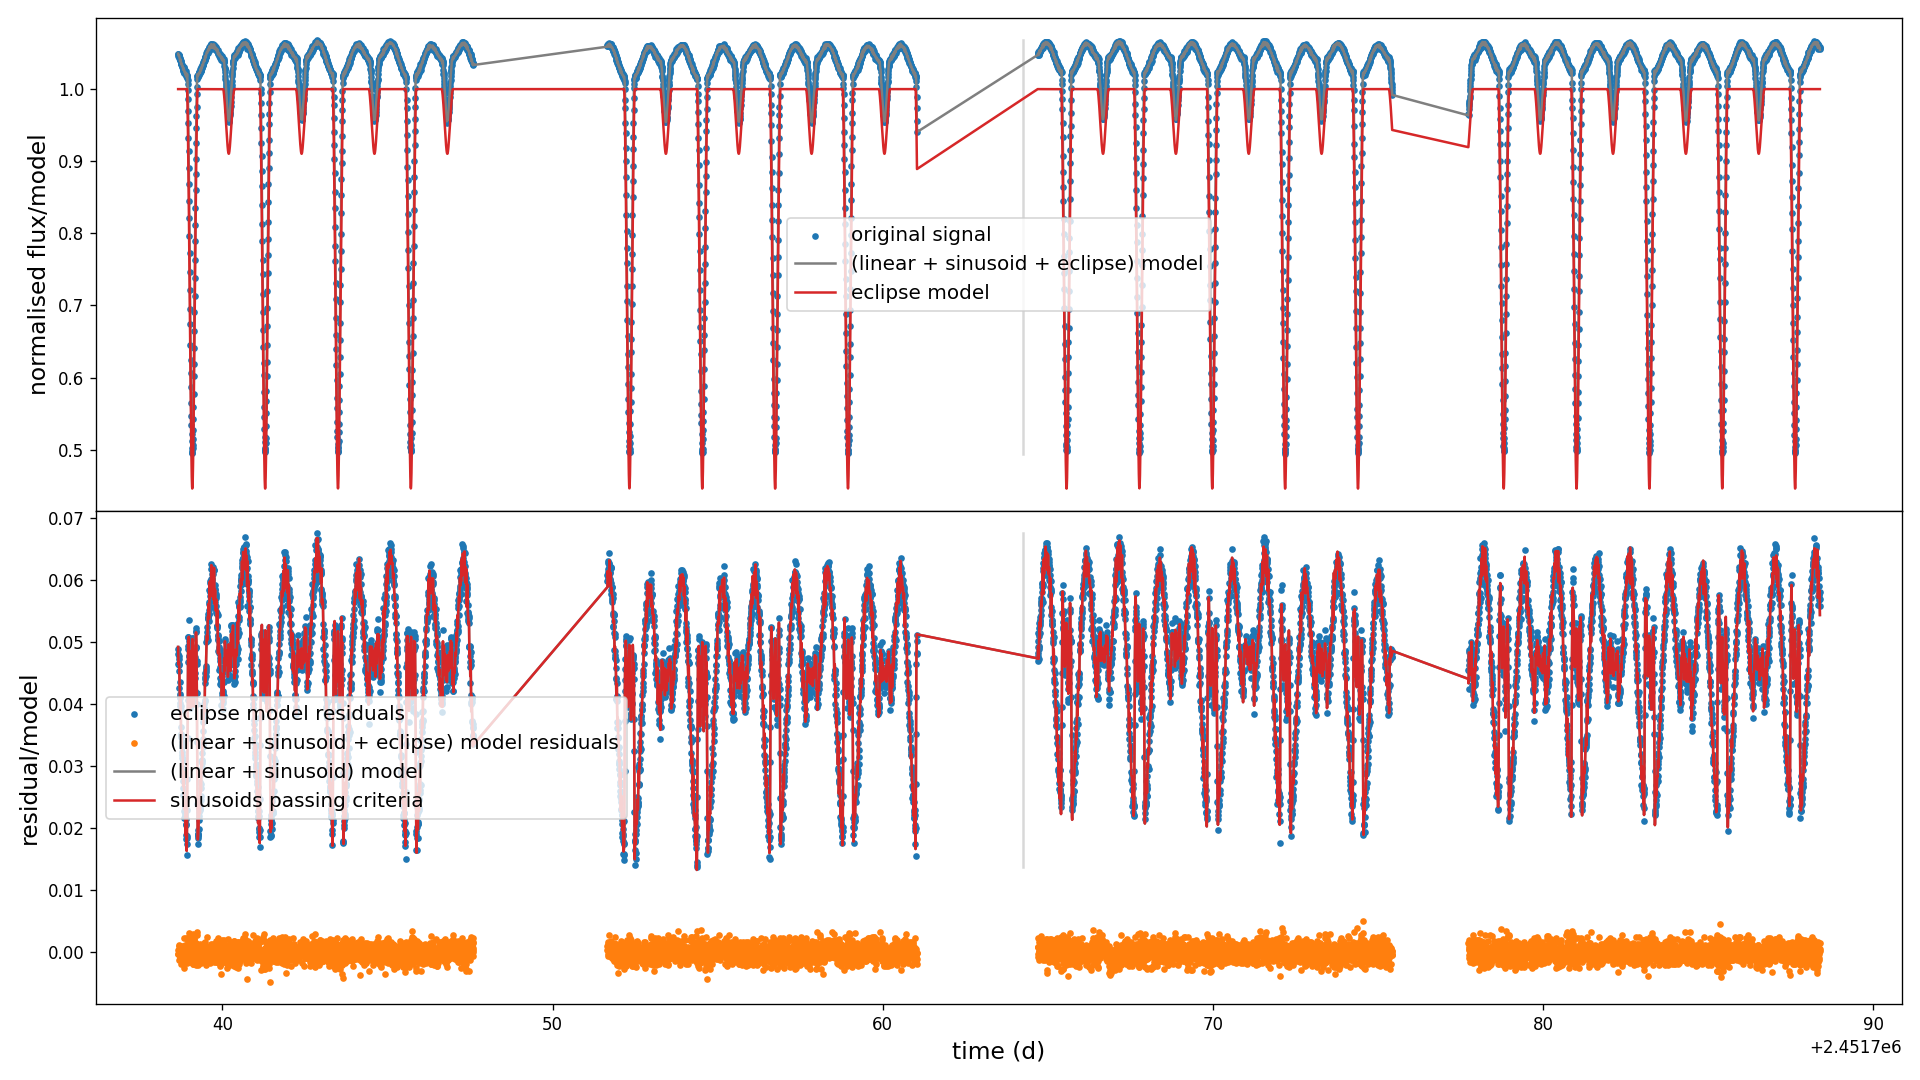 1.0
0.9
0.8
0.7
0.6
0.5
normalised flux/model
original signal
(linear + sinusoid + eclipse) model
eclipse model
0.07
0.06
0.05
0.04
0.03
0.02
0.01
0.00
residual/model
eclipse model residuals
(linear + sinusoid + eclipse) model residuals
(linear + sinusoid) model
sinusoids passing criteria
40 50 60 70 80 90
time (d)
+2.4517e6